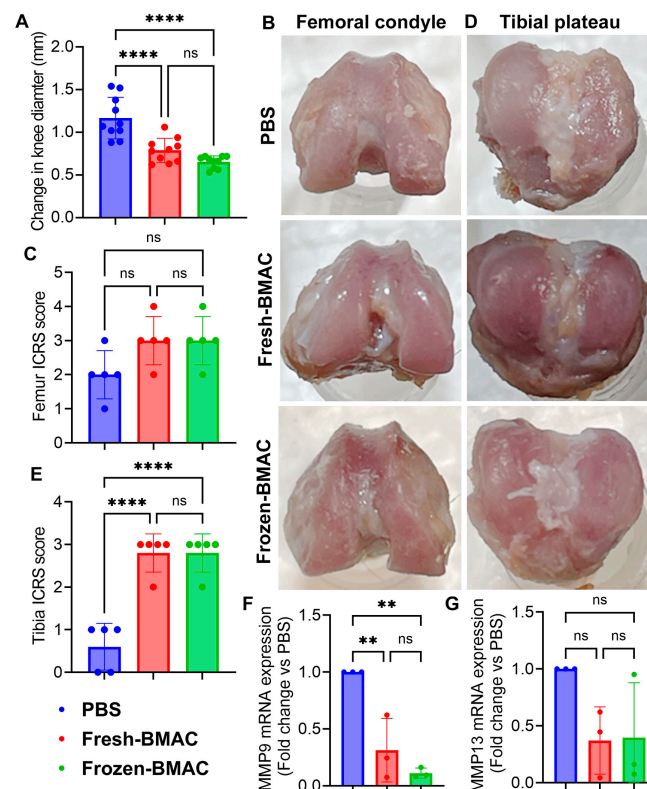 A
Change in knee diamter (mm)
1.5
1.0
0.5
0.0
****
****
ns
B
Femoral condyle
D
Tibial plateau
PBS
Fresh-BMAC
Frozen-BMAC
C
Femur ICRS score
5
4
3
2
1
0
ns
ns
ns
E
Tibia ICRS score
4
3
2
1
0
****
****
ns
PBS
Fresh-BMAC
Frozen-BMAC
F
MMP9 mRNA expression
(Fold change vs PBS)
1.5
1.0
0.5
0.0
**
**
ns
G
MMP13 mRNA expression
(Fold change vs PBS)
1.5
1.0
0.5
0.0
ns
ns
ns